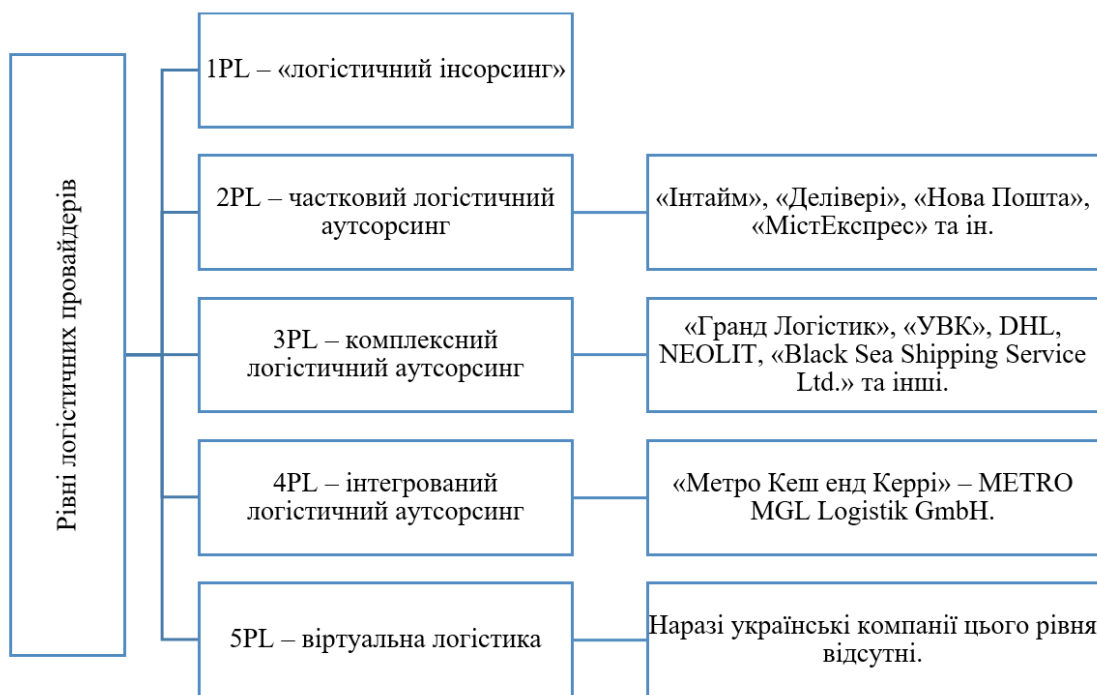 Рівні логістичних провайдерів
1PL – «логістичний інсорсинг»
2PL – частковий логістичний
аутсорсинг
«Інтайм», «Делівері», «Нова Пошта»,
«МістЕкспрес» та ін.
3PL – комплексний
логістичний аутсорсинг
«Гранд Логістик», «УВК», DHL,
NEOLIT, «Black Sea Shipping Service
Ltd.» та інші.
4PL – інтегрований
логістичний аутсорсинг
«Метро Кеш енд Керрі» – METRO
MGL Logistik GmbH.
5PL – віртуальна логістика
Наразі українські компанії цього рівня
відсутні.